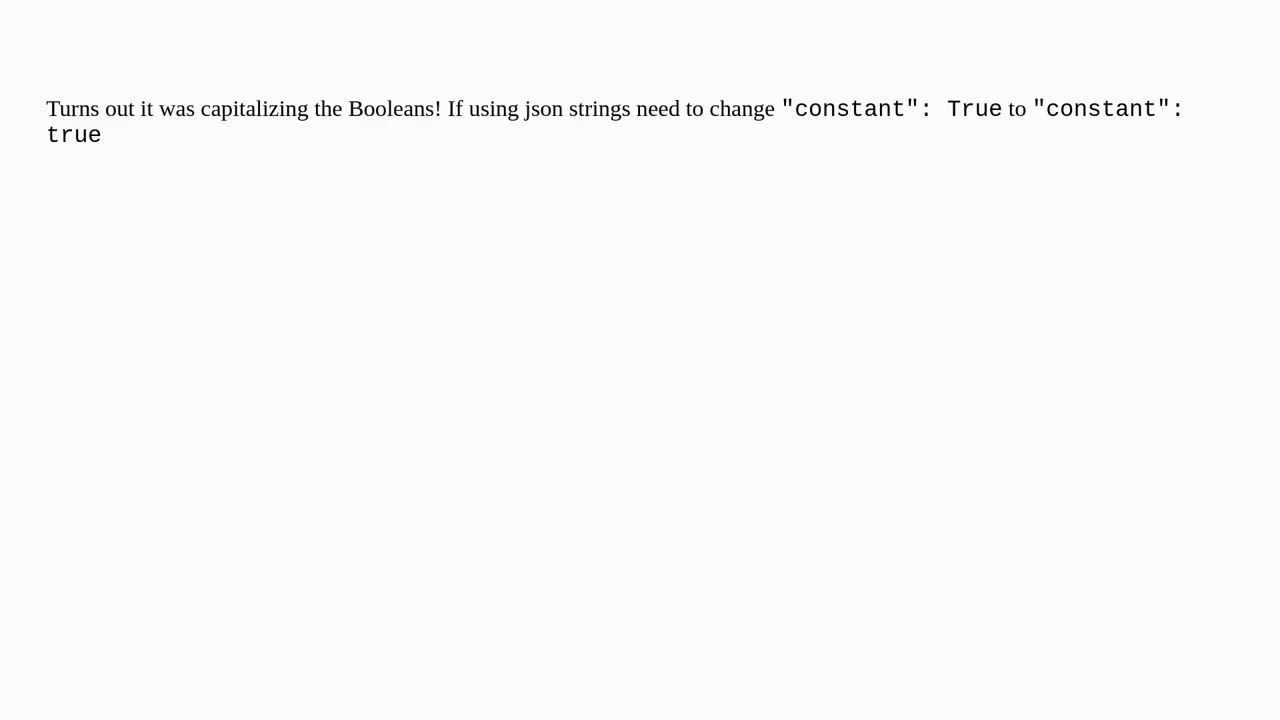 Turns out it was capitalizing the Booleans! If using json strings need to change "constant": True to "constant":
true